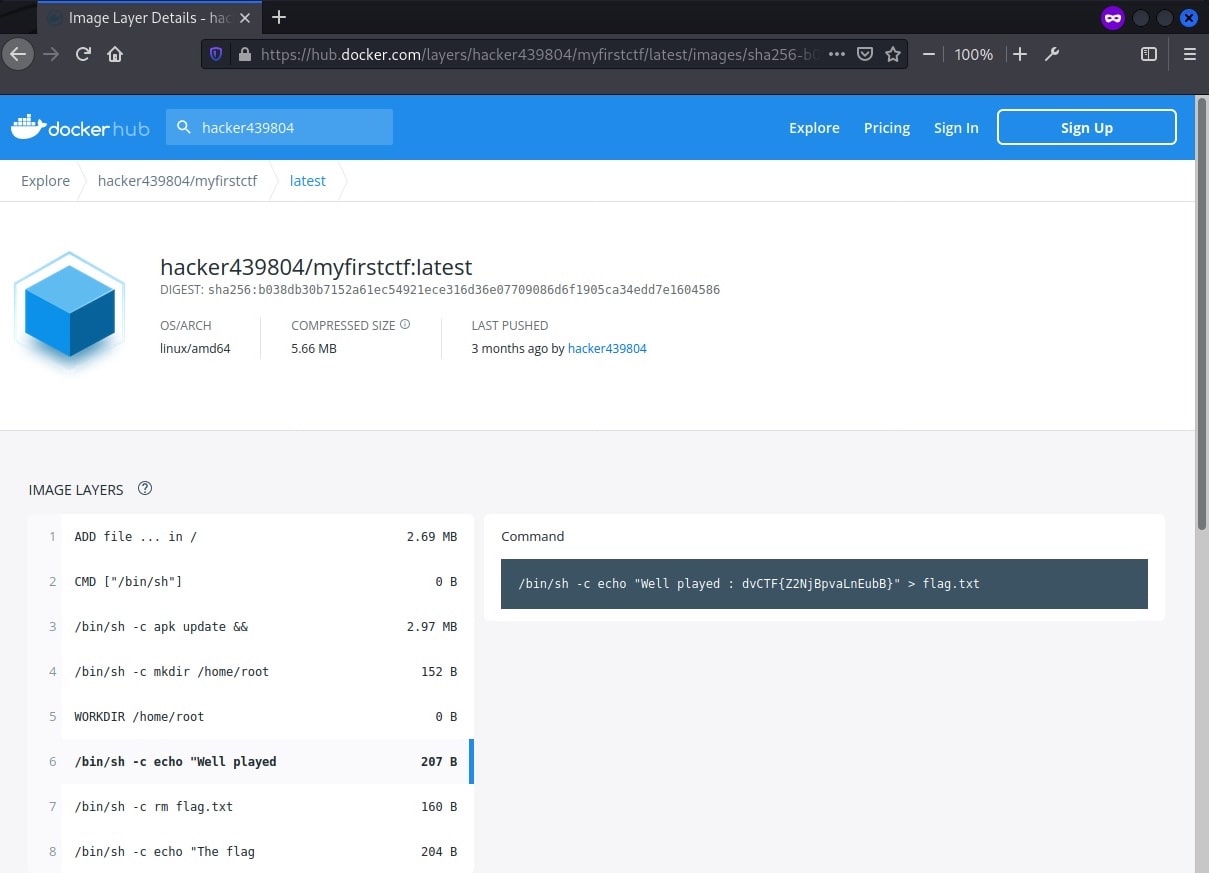 Image Layer Details - hac
https://hub.docker.com/layers/hacker439804/myfirstctf/latest/images/sha256-b0
100%
docker hub
hacker439804
Explore
Pricing
Sign In
Sign Up
Explore
hacker439804/myfirstctf
latest
hacker439804/myfirstctf:latest
DIGEST: sha256:b038db30b7152a61ec54921ece316d36e07709086d6f1905ca34edd7e1604586
OS/ARCH
linux/amd64
COMPRESSED SIZE
5.66 MB
LAST PUSHED
3 months ago by hacker439804
IMAGE LAYERS
1 ADD file ... in / 2.69 MB
2 CMD ["/bin/sh"] 0 B
3 /bin/sh -c apk update && 2.97 MB
4 /bin/sh -c mkdir /home/root 152 B
5 WORKDIR /home/root 0 B
6 /bin/sh -c echo "Well played 207 B
7 /bin/sh -c rm flag.txt 160 B
8 /bin/sh -c echo "The flag 204 B
Command
/bin/sh -c echo "Well played : dvCTF{Z2NjBpvaLnEubB}" > flag.txt